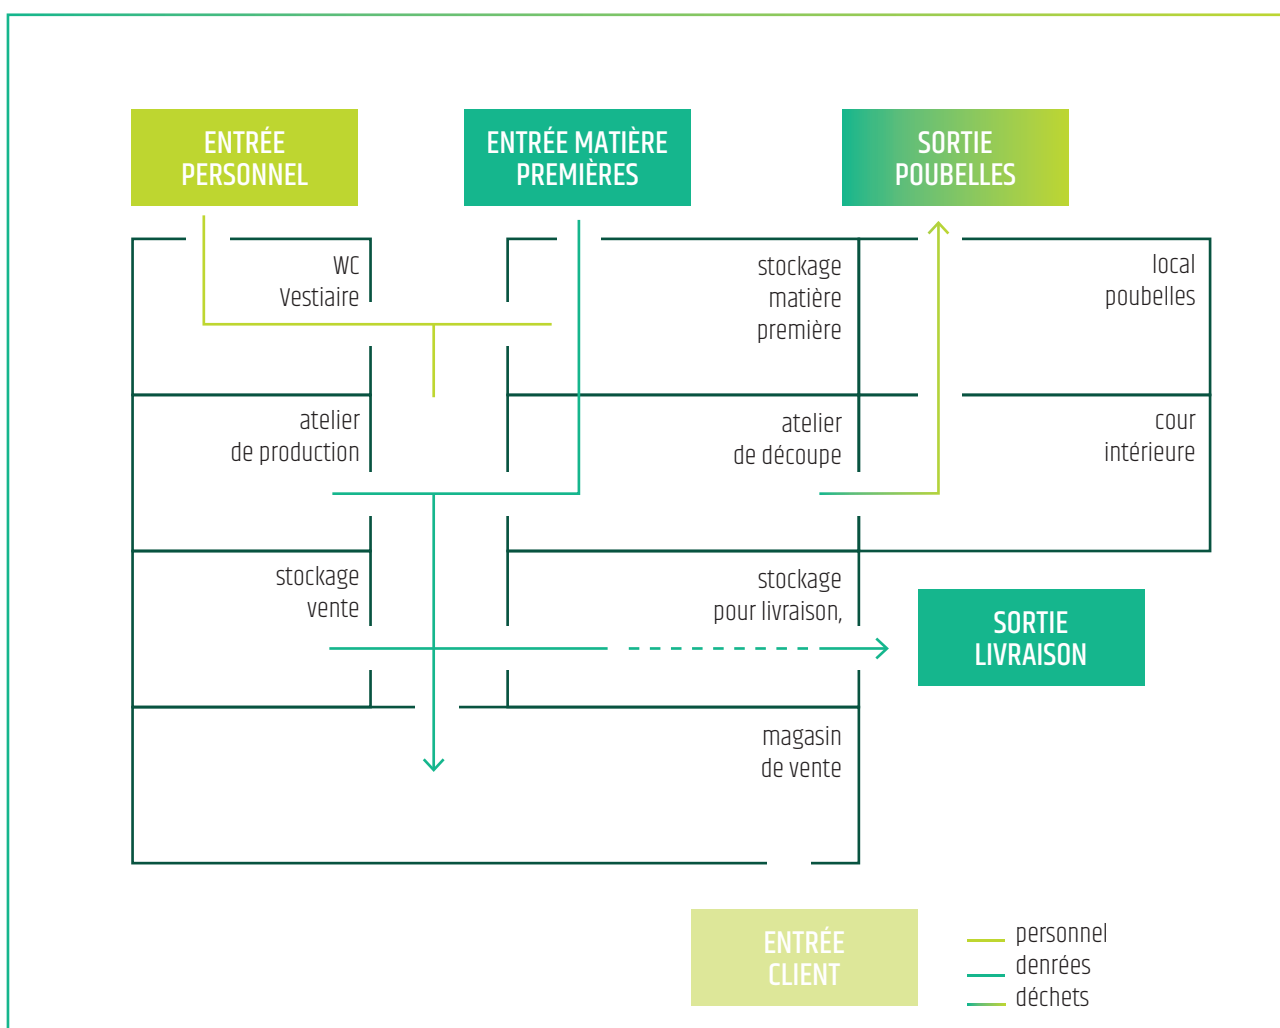 ENTRÉE
PERSONNEL
ENTRÉE MATIÈRE
PREMIÈRES
SORTIE
POUBELLES
WC
Vestiaire
stockage
matière
première
local
poubelles
atelier
de production
atelier
de découpe
cour
intérieure
stockage
vente
stockage
pour livraison,
SORTIE
LIVRAISON
magasin
de vente
ENTRÉE
CLIENT
personnel
denrées
déchets